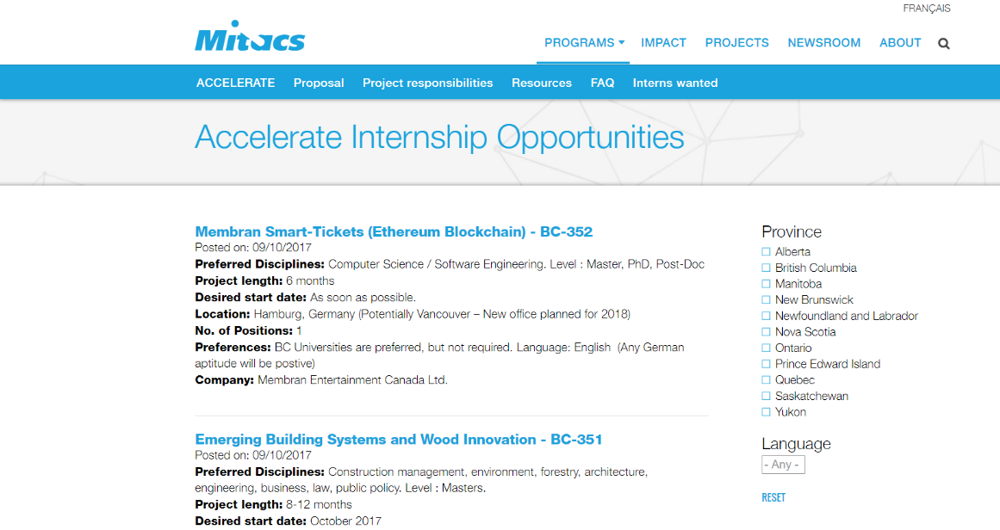 FRANÇAIS
Mitacs
PROGRAMS IMPACT PROJECTS NEWSROOM ABOUT
ACCELERATE Proposal Project responsibilities Resources FAQ Interns wanted
Accelerate Internship Opportunities
Membran Smart-Tickets (Ethereum Blockchain) - BC-352
Posted on: 09/10/2017
Preferred Disciplines: Computer Science / Software Engineering. Level : Master, PhD, Post-Doc
Project length: 6 months
Desired start date: As soon as possible.
Location: Hamburg, Germany (Potentially Vancouver – New office planned for 2018)
No. of Positions: 1
Preferences: BC Universities are preferred, but not required. Language: English (Any German
aptitude will be postive)
Company: Membran Entertainment Canada Ltd.
Emerging Building Systems and Wood Innovation - BC-351
Posted on: 09/10/2017
Preferred Disciplines: Construction management, environment, forestry, architecture,
engineering, business, law, public policy. Level : Masters.
Project length: 8-12 months
Desired start date: October 2017
Province
Alberta
British Columbia
Manitoba
New Brunswick
Newfoundland and Labrador
Nova Scotia
Ontario
Prince Edward Island
Quebec
Saskatchewan
Yukon
Language
- Any -
RESET